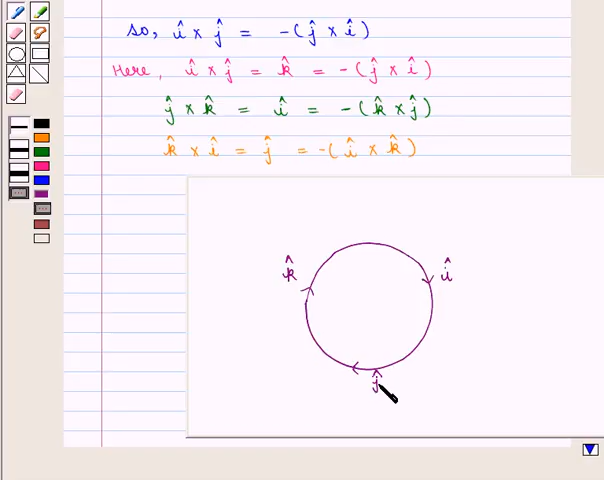 so, î × ĵ = -(ĵ × î)
Here, î × ĵ = k̂ = -(ĵ × î)
ĵ × k̂ = î = -(k̂ × ĵ)
k̂ × î = ĵ = -(î × k̂)
k̂ î
ĵ